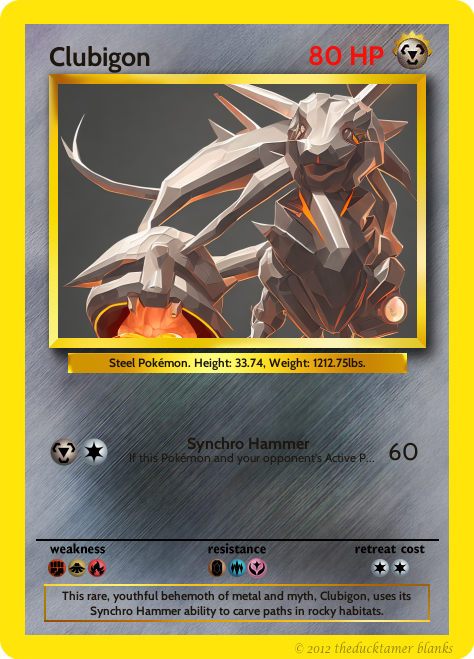 Clubigon
80 HP
Steel Pokémon. Height: 33.74, Weight: 1212.75lbs.
Synchro Hammer
If this Pokémon and your opponent's Active P...
60
weakness
resistance
retreat cost
This rare, youthful behemoth of metal and myth, Clubigon, uses its
Synchro Hammer ability to carve paths in rocky habitats.
© 2012 theducktamer blanks